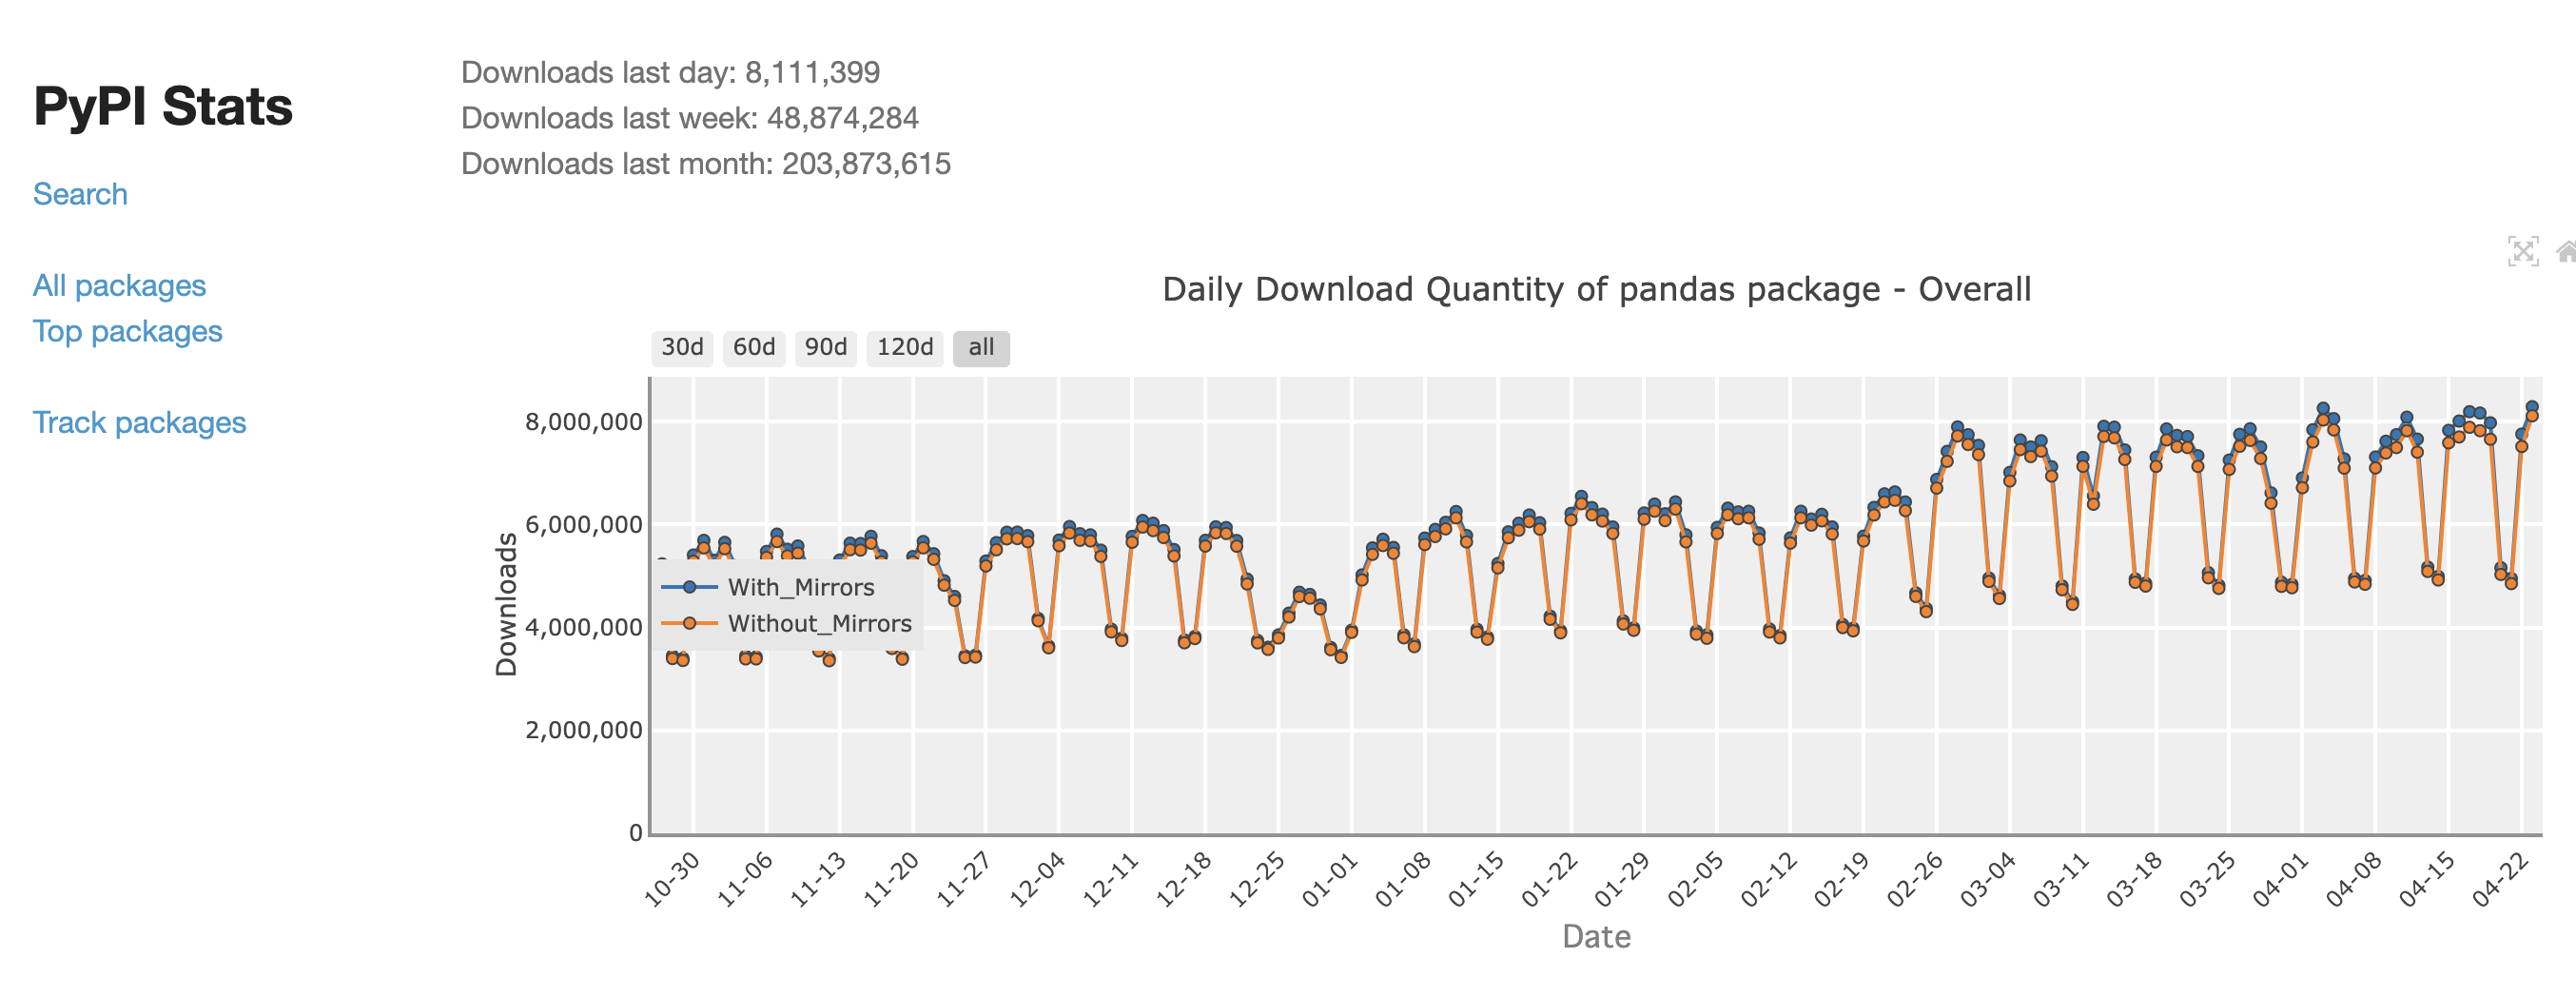 PyPI Stats
Search
All packages
Top packages
Track packages
Downloads last day: 8,111,399
Downloads last week: 48,874,284
Downloads last month: 203,873,615
Daily Download Quantity of pandas package - Overall
30d 60d 90d 120d all
8,000,000
6,000,000
4,000,000
2,000,000
0
Downloads
With_Mirrors
Without_Mirrors
10-30 11-06 11-13 11-20 11-27 12-04 12-11 12-18 12-25 01-01 01-08 01-15 01-22 01-29 02-05 02-12 02-19 02-26 03-04 03-11 03-18 03-25 04-01 04-08 04-15 04-22
Date